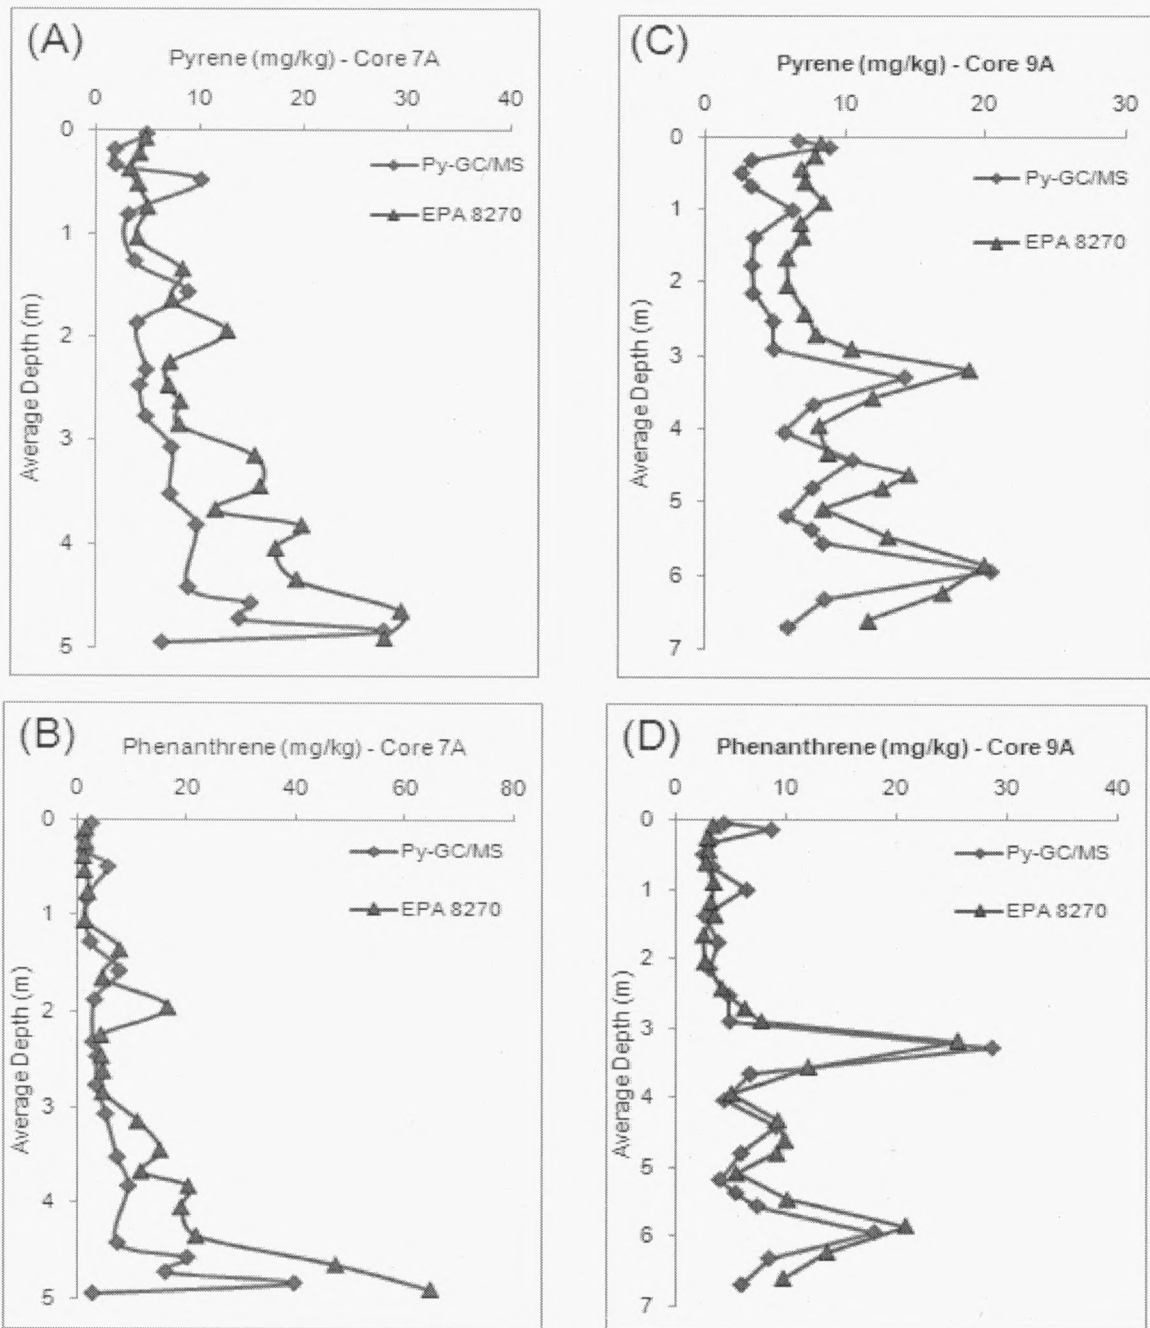 (A)
Pyrene (mg/kg) - Core 7A
0 10 20 30 40
0
1
2
3
4
5
Average Depth (m)
Py-GC/MS
EPA 8270
(C)
Pyrene (mg/kg) - Core 9A
0 10 20 30
0
1
2
3
4
5
6
7
Average Depth (m)
Py-GC/MS
EPA 8270
(B)
Phenanthrene (mg/kg) - Core 7A
0 20 40 60 80
0
1
2
3
4
5
Average Depth (m)
Py-GC/MS
EPA 8270
(D)
Phenanthrene (mg/kg) - Core 9A
0 10 20 30 40
0
1
2
3
4
5
6
7
Average Depth (m)
Py-GC/MS
EPA 8270